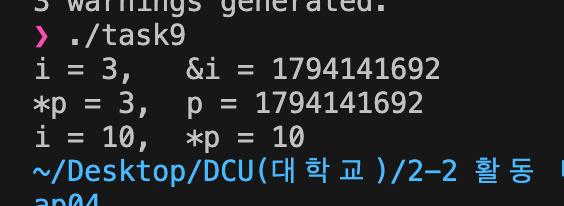 3 warnings generated.
❯ ./task9
i = 3,   &i = 1794141692
*p = 3,  p = 1794141692
i = 10,  *p = 10
~/Desktop/DCU(대학교)/2-2 활동
ap04